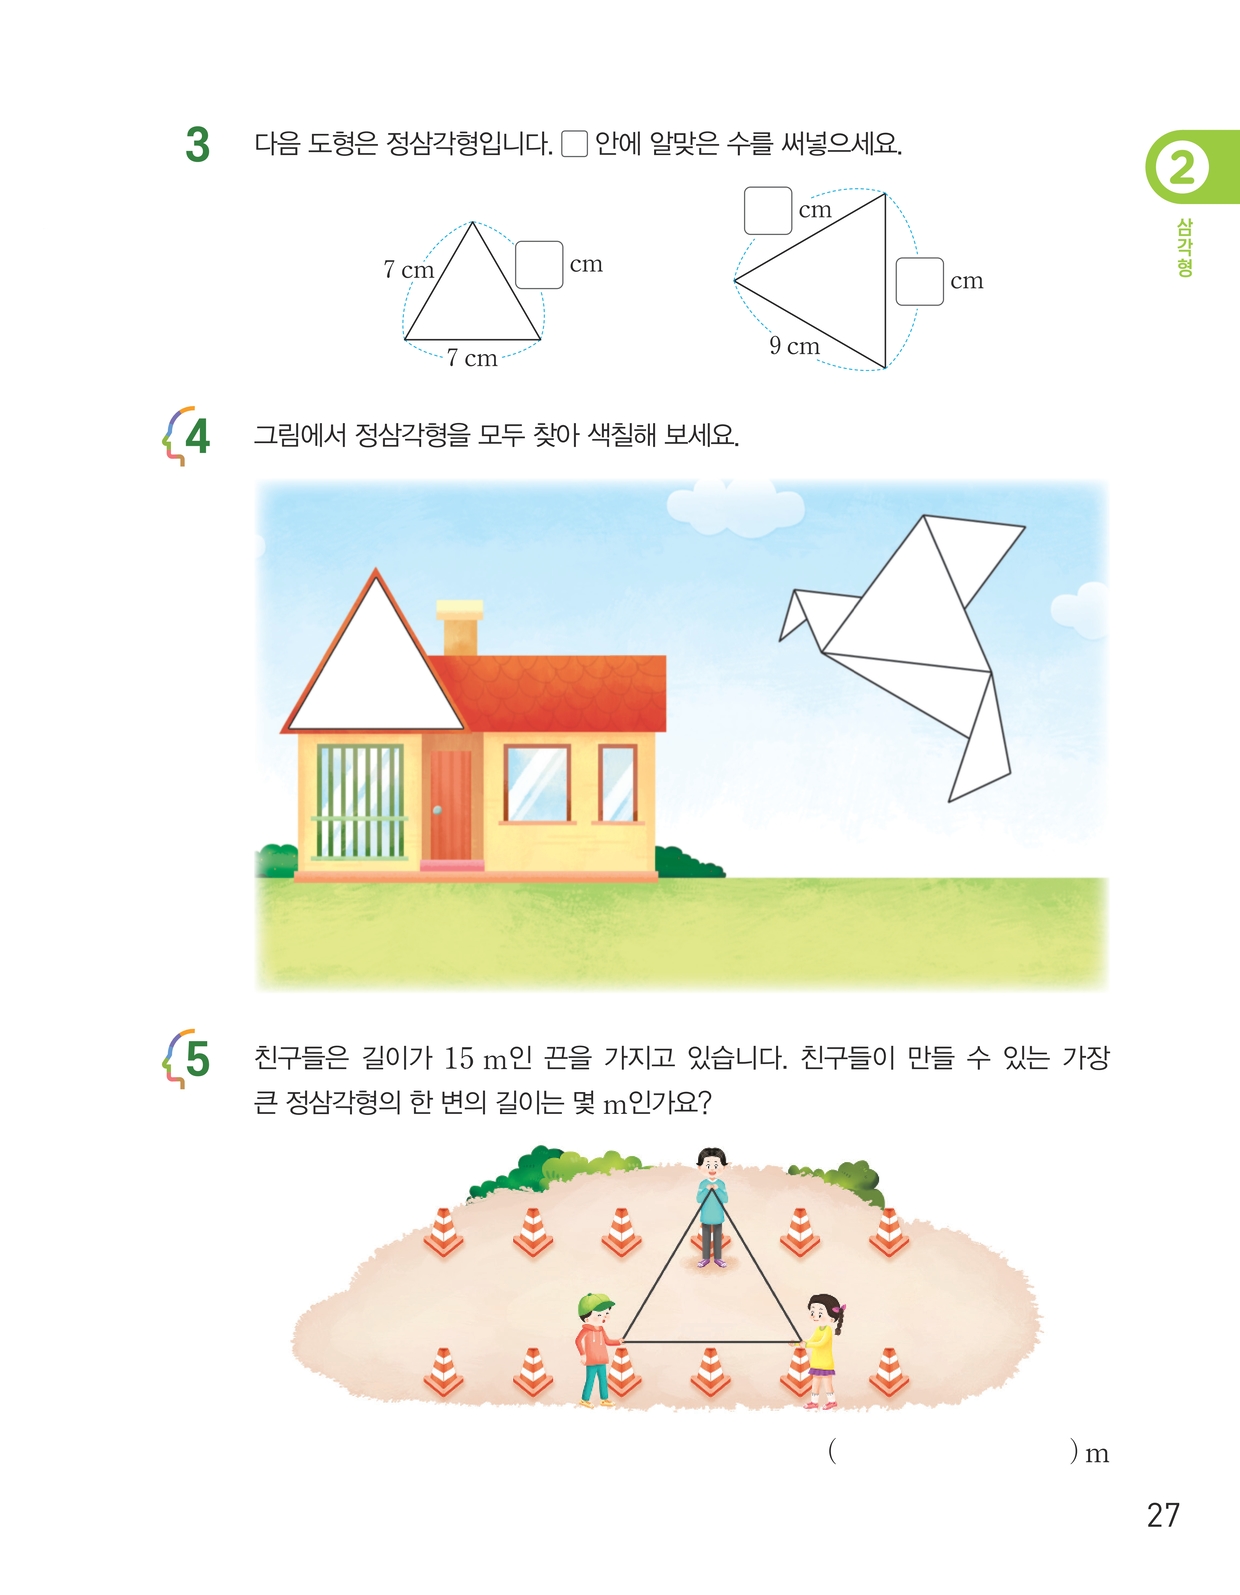 3 다음 도형은 정삼각형입니다. □ 안에 알맞은 수를 써넣으세요.
2
삼각형
cm
7 cm
cm
7 cm
cm
9 cm
4 그림에서 정삼각형을 모두 찾아 색칠해 보세요.
5 친구들은 길이가 15 m인 끈을 가지고 있습니다. 친구들이 만들 수 있는 가장
큰 정삼각형의 한 변의 길이는 몇 m인가요?
( ) m
27